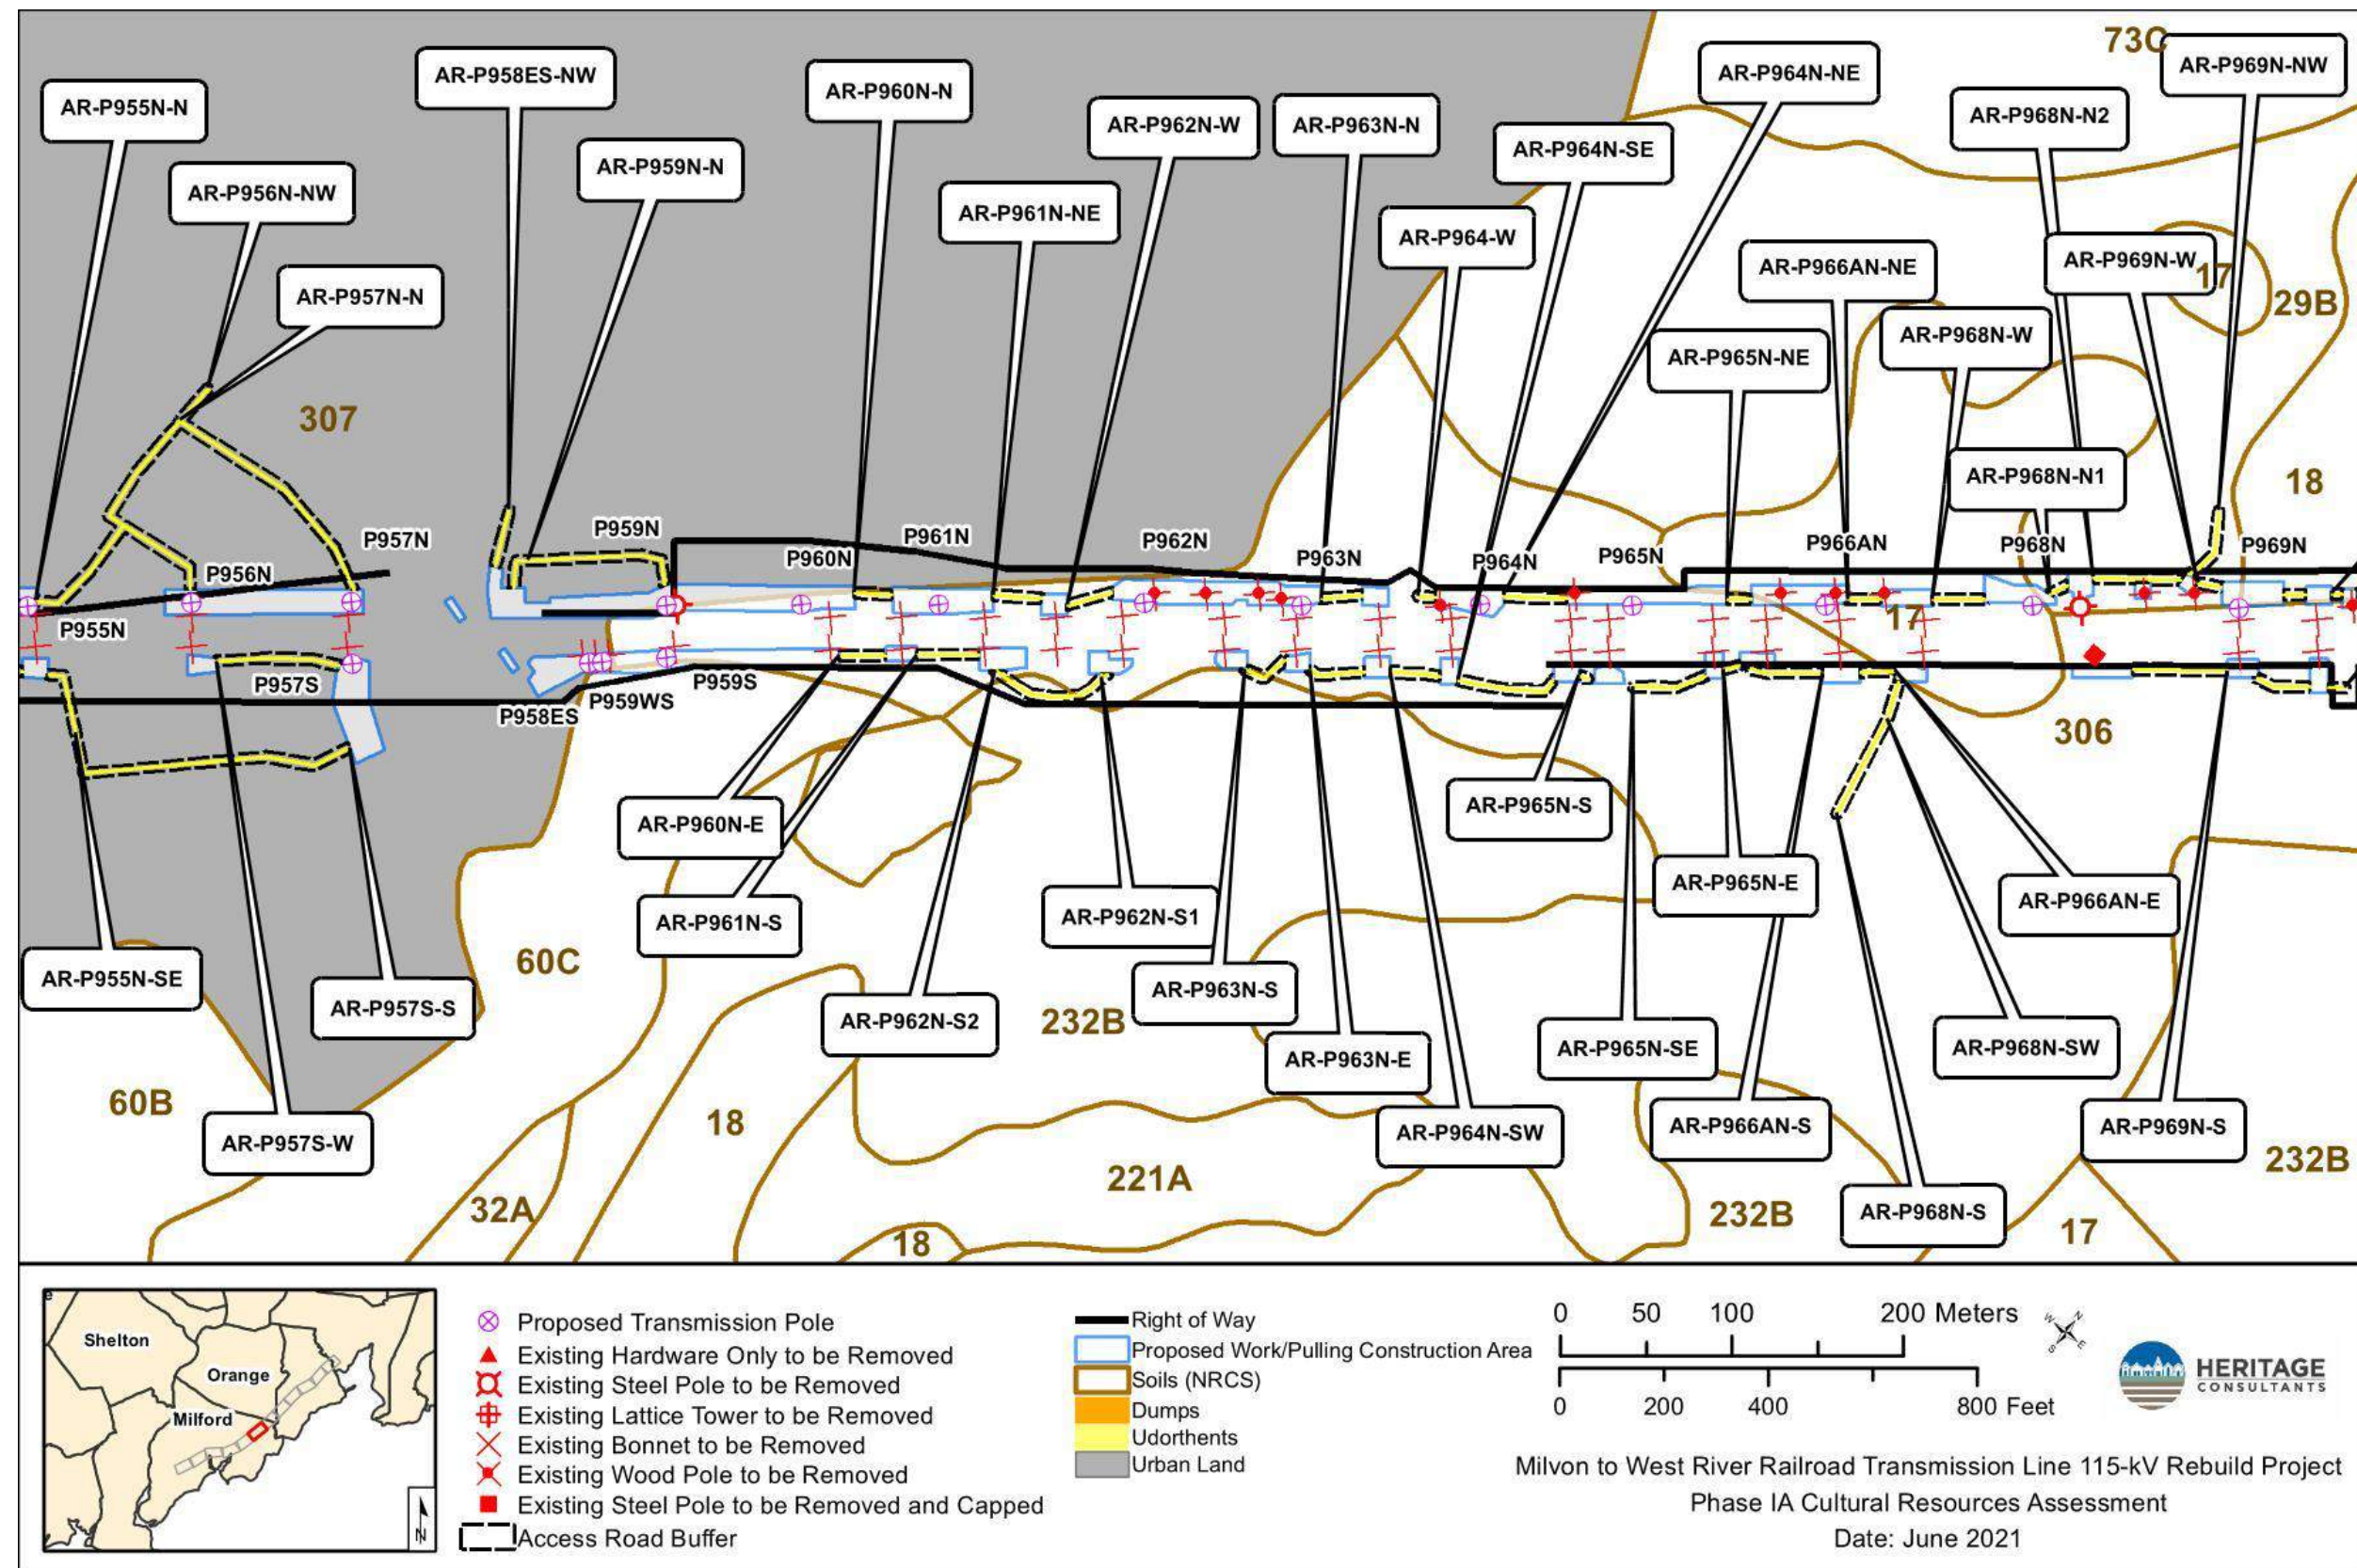 73C
AR-P955N-N
AR-P958ES-NW
AR-P960N-N
AR-P962N-W
AR-P963N-N
AR-P964N-NE
AR-P969N-NW
AR-P968N-N2
AR-P964N-SE
AR-P956N-NW
AR-P959N-N
AR-P961N-NE
AR-P964-W
AR-P966AN-NE
AR-P969N-W
17
29B
AR-P957N-N
AR-P965N-NE
AR-P968N-W
307
AR-P968N-N1
18
P957N
P959N
P960N
P961N
P962N
P963N
P964N
P965N
P966AN
P968N
P969N
P956N
P955N
17
P957S
P959S
P958ES
P959WS
306
AR-P960N-E
AR-P965N-S
AR-P965N-E
AR-P966AN-E
AR-P961N-S
AR-P962N-S1
60C
AR-P955N-SE
AR-P957S-S
AR-P963N-S
AR-P962N-S2
232B
AR-P963N-E
AR-P965N-SE
AR-P968N-SW
60B
AR-P957S-W
18
AR-P964N-SW
AR-P966AN-S
AR-P969N-S
232B
221A
32A
18
232B
AR-P968N-S
17
e
Shelton
Orange
Milford
N
Proposed Transmission Pole
Existing Hardware Only to be Removed
Existing Steel Pole to be Removed
Existing Lattice Tower to be Removed
Existing Bonnet to be Removed
Existing Wood Pole to be Removed
Existing Steel Pole to be Removed and Capped
Access Road Buffer
Right of Way
Proposed Work/Pulling Construction Area
Soils (NRCS)
Dumps
Udorthents
Urban Land
0 50 100 200 Meters
0 200 400 800 Feet
W N
S E
HERITAGE
CONSULTANTS
Milvon to West River Railroad Transmission Line 115-kV Rebuild Project
Phase IA Cultural Resources Assessment
Date: June 2021